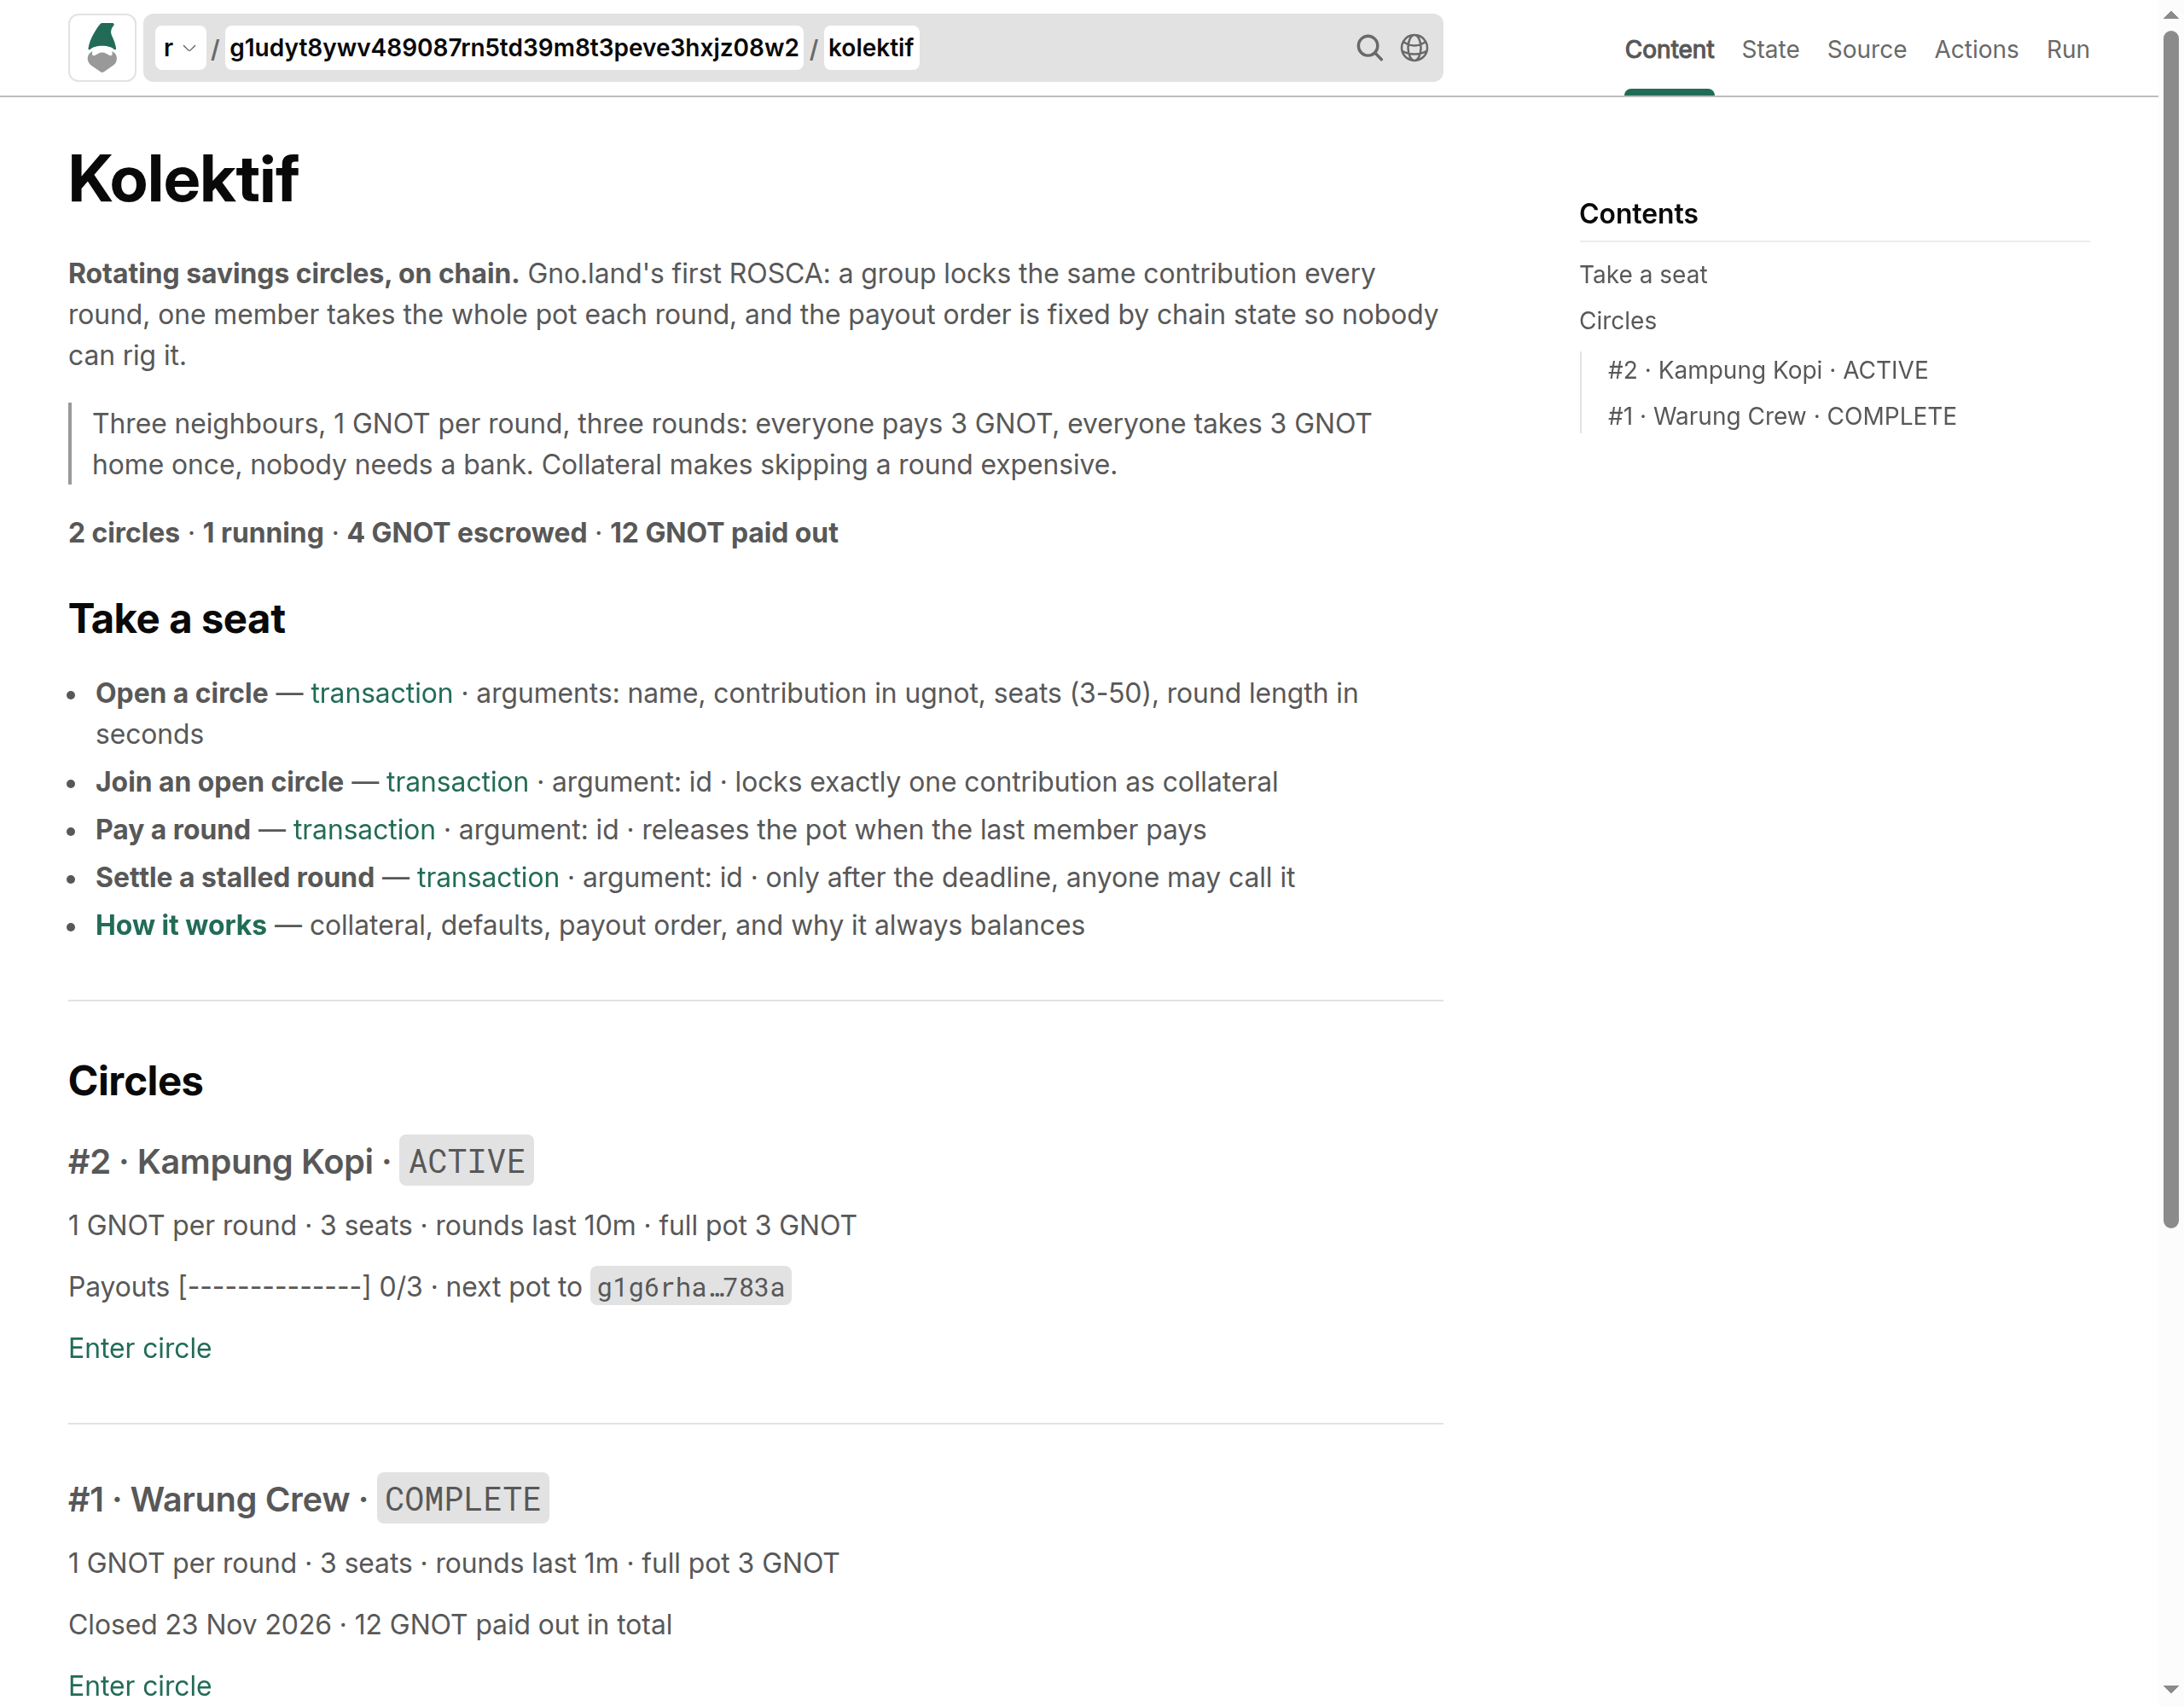 r / g1udyt8ywv489087rn5td39m8t3peve3hxjz08w2 / kolektif
Content State Source Actions Run
Kolektif
Rotating savings circles, on chain. Gno.land's first ROSCA: a group locks the same contribution every
round, one member takes the whole pot each round, and the payout order is fixed by chain state so nobody
can rig it.
Three neighbours, 1 GNOT per round, three rounds: everyone pays 3 GNOT, everyone takes 3 GNOT
home once, nobody needs a bank. Collateral makes skipping a round expensive.
2 circles · 1 running · 4 GNOT escrowed · 12 GNOT paid out
Take a seat
• Open a circle — transaction · arguments: name, contribution in ugnot, seats (3-50), round length in
seconds
• Join an open circle — transaction · argument: id · locks exactly one contribution as collateral
• Pay a round — transaction · argument: id · releases the pot when the last member pays
• Settle a stalled round — transaction · argument: id · only after the deadline, anyone may call it
• How it works — collateral, defaults, payout order, and why it always balances
Circles
#2 · Kampung Kopi · ACTIVE
1 GNOT per round · 3 seats · rounds last 10m · full pot 3 GNOT
Payouts [--------------] 0/3 · next pot to g1g6rha…783a
Enter circle
#1 · Warung Crew · COMPLETE
1 GNOT per round · 3 seats · rounds last 1m · full pot 3 GNOT
Closed 23 Nov 2026 · 12 GNOT paid out in total
Enter circle
Contents
Take a seat
Circles
#2 · Kampung Kopi · ACTIVE
#1 · Warung Crew · COMPLETE